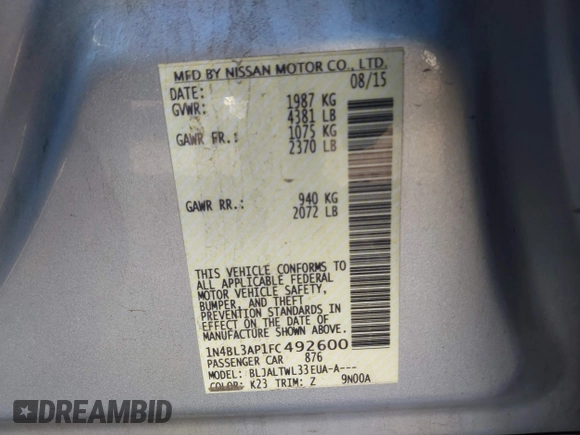 MFD BY NISSAN MOTOR CO., LTD.
DATE: 08/15
GVWR: 1987 KG
4381 LB
GAWR FR.: 1075 KG
2370 LB
GAWR RR.: 940 KG
2072 LB
THIS VEHICLE CONFORMS TO
ALL APPLICABLE FEDERAL
MOTOR VEHICLE SAFETY,
BUMPER, AND THEFT
PREVENTION STANDARDS
IN EFFECT ON THE DATE OF
MANUFACTURE SHOWN ABOVE.
1N4BL3AP1FC492600
PASSENGER CAR 876
MODEL: BLJALTWL33EUA-A---
COLOR: K23 TRIM: Z 9N00A
DREAMBID